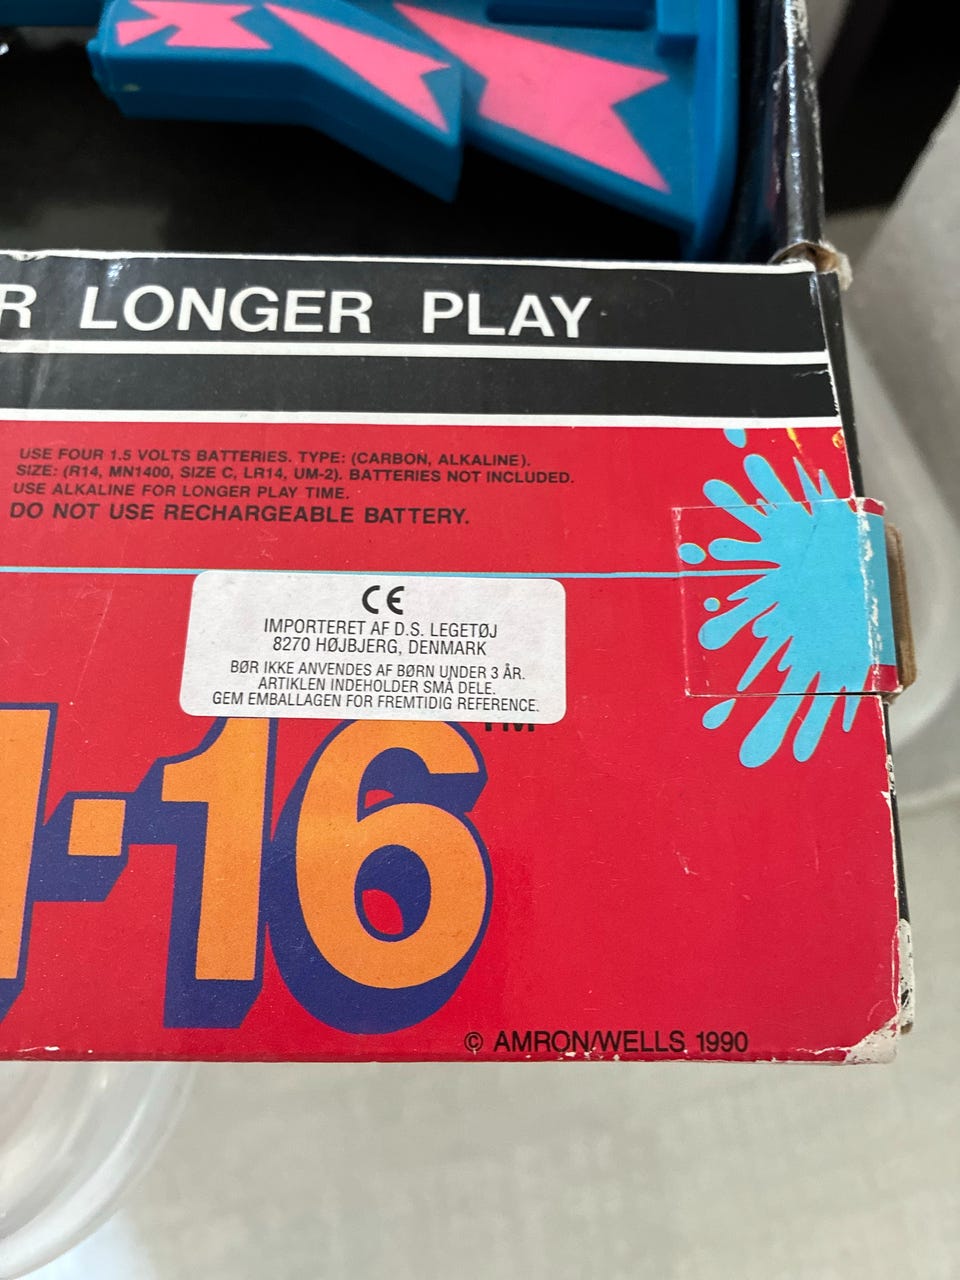 R LONGER PLAY
USE FOUR 1.5 VOLTS BATTERIES. TYPE: (CARBON, ALKALINE).
SIZE: (R14, MN1400, SIZE C, LR14, UM-2). BATTERIES NOT INCLUDED.
USE ALKALINE FOR LONGER PLAY TIME.
DO NOT USE RECHARGEABLE BATTERY.
CE
IMPORTERET AF D.S. LEGETØJ
8270 HØJBJERG, DENMARK
BØR IKKE ANVENDES AF BØRN UNDER 3 ÅR.
ARTIKLEN INDEHOLDER SMÅ DELE.
GEM EMBALLAGEN FOR FREMTIDIG REFERENCE.
TM
-16
© AMRON/WELLS 1990